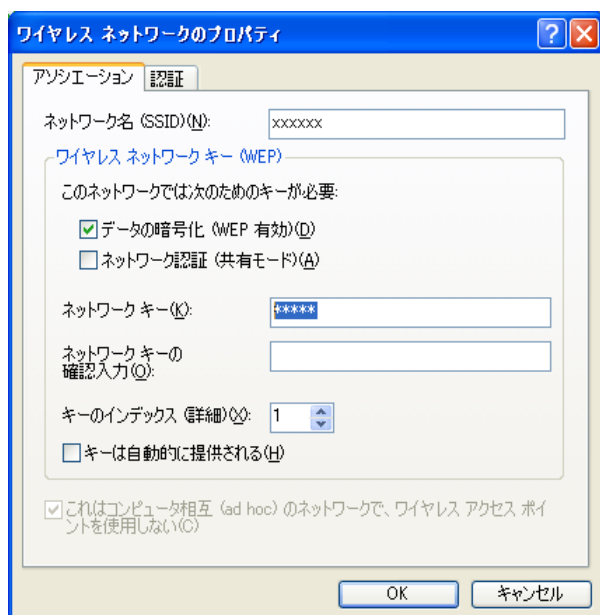 ワイヤレス ネットワークのプロパティ
アソシエーション 認証
ネットワーク名 (SSID)(N): xxxxxx
ワイヤレス ネットワーク キー (WEP)
このネットワークでは次のためのキーが必要:
データの暗号化 (WEP 有効)(D)
ネットワーク認証 (共有モード)(A)
ネットワーク キー(K): *****
ネットワーク キーの
確認入力(O):
キーのインデックス (詳細)(X): 1
キーは自動的に提供される(H)
これはコンピュータ相互 (ad hoc) のネットワークで、ワイヤレス アクセス ポイ
ントを使用しない(C)
OK キャンセル